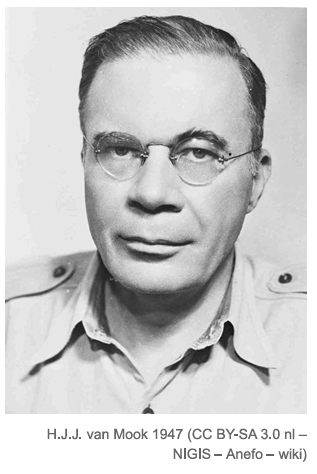 H.J.J. van Mook 1947 (CC BY-SA 3.0 nl –
NIGIS – Anefo – wiki)